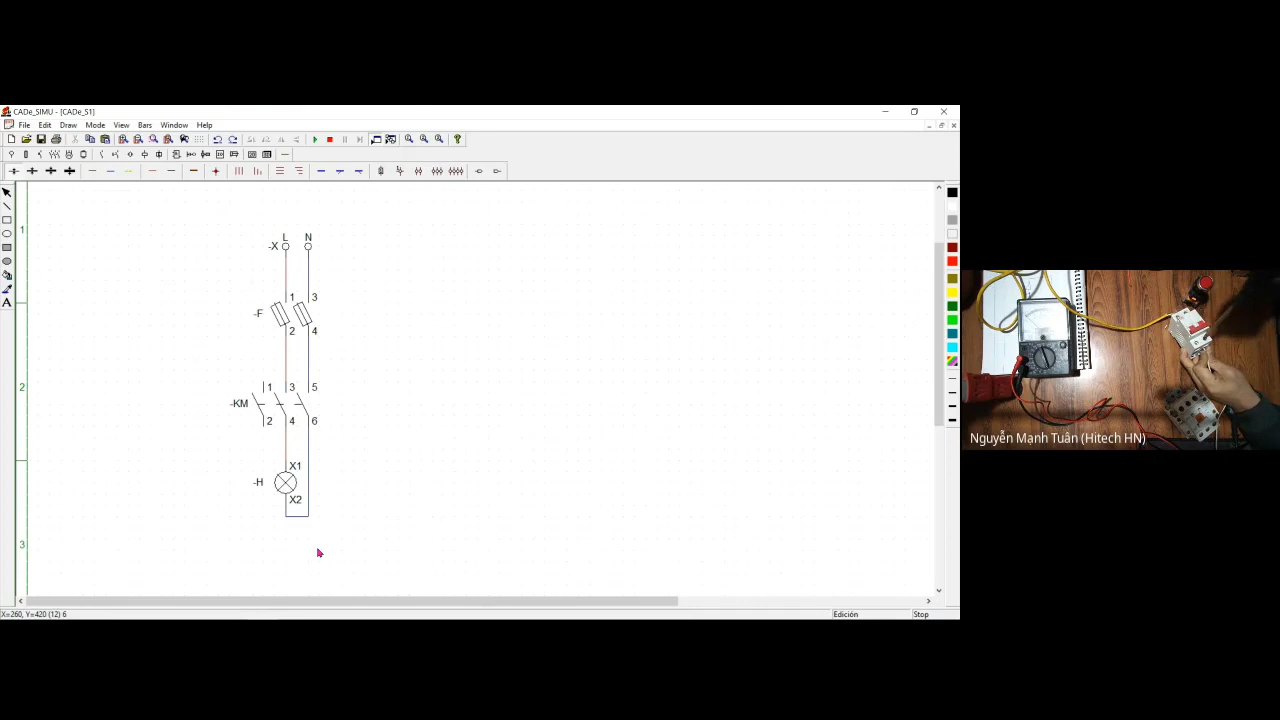 CADe_SIMU - [CADe_S1]
File Edit Draw Mode View Bars Window Help
1
L N
-X
1 3
-F
2 4
2
1 3 5
-KM
2 4 6
X1
-H
X2
3
A
X=260, Y=420 (12) 6
Edición
Stop
Nguyễn Mạnh Tuân (Hitech HN)